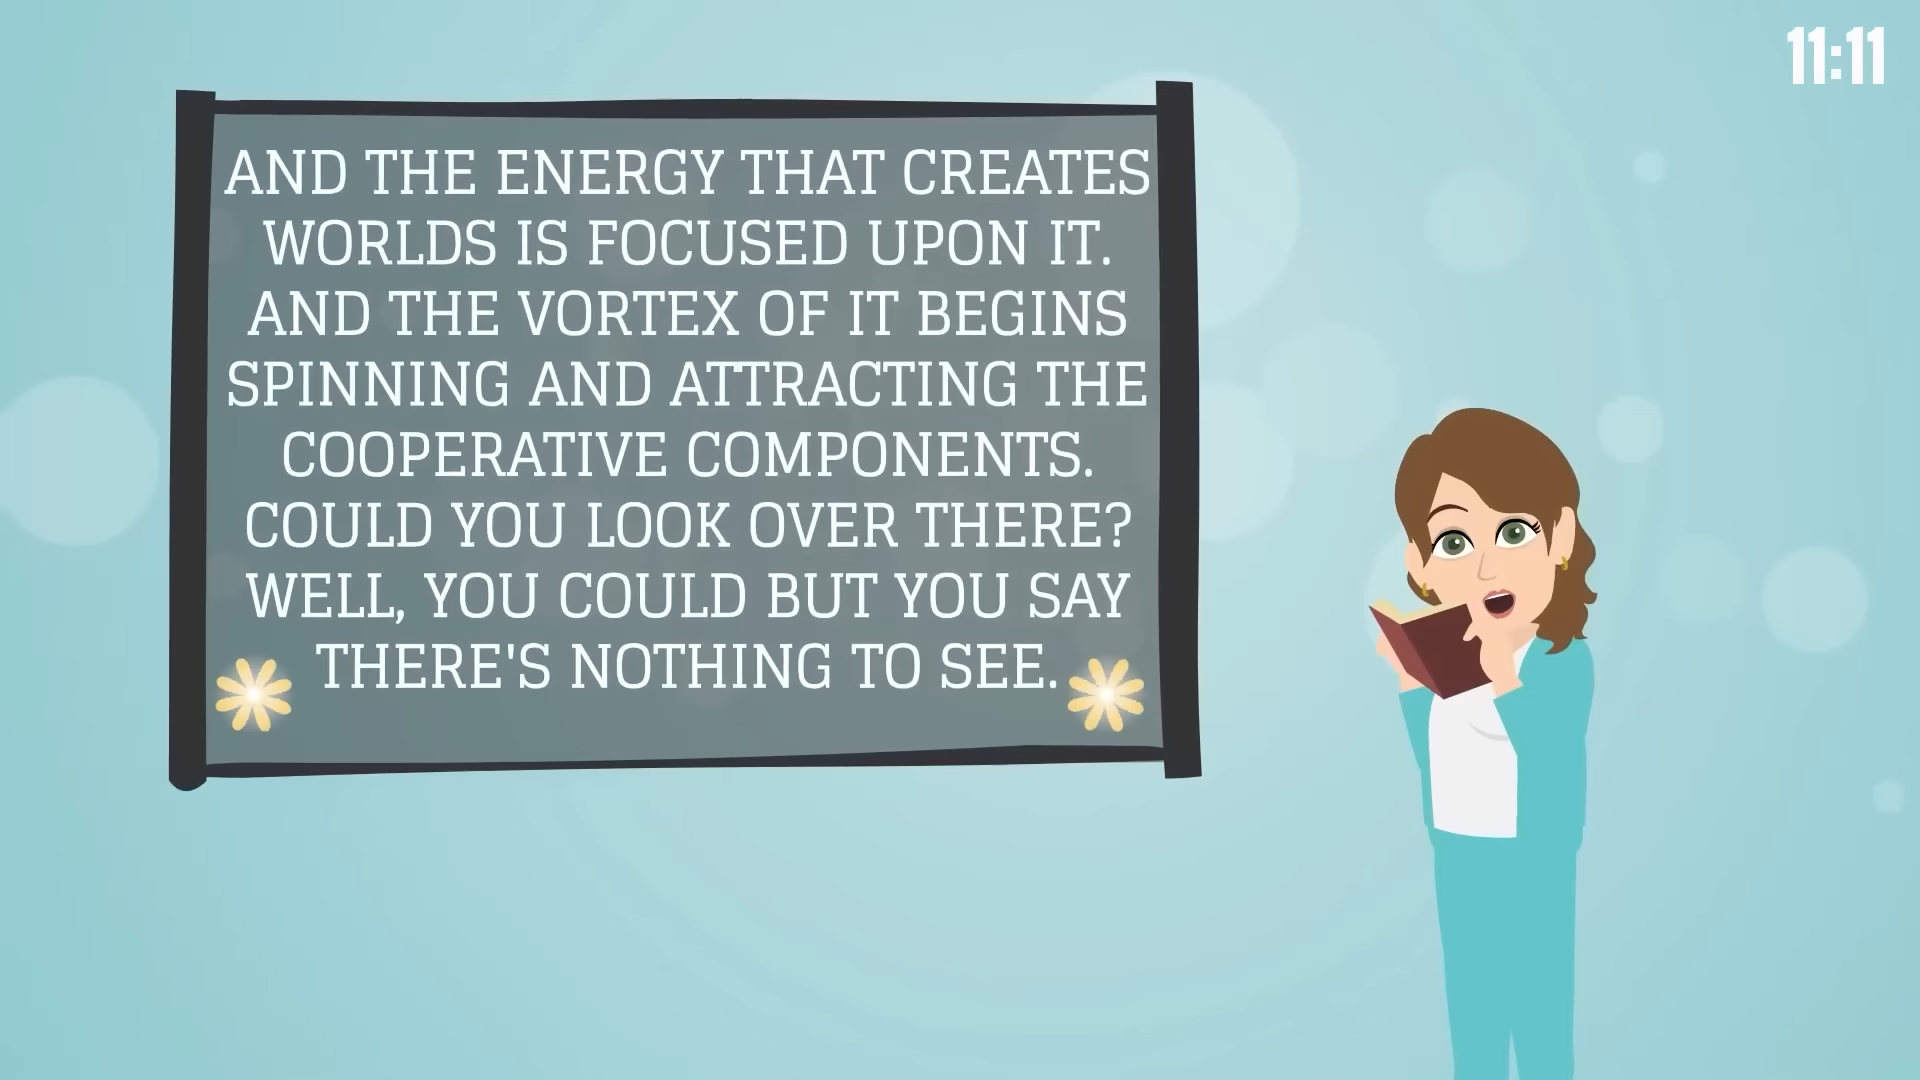 11:11
AND THE ENERGY THAT CREATES
WORLDS IS FOCUSED UPON IT.
AND THE VORTEX OF IT BEGINS
SPINNING AND ATTRACTING THE
COOPERATIVE COMPONENTS.
COULD YOU LOOK OVER THERE?
WELL, YOU COULD BUT YOU SAY
THERE'S NOTHING TO SEE.